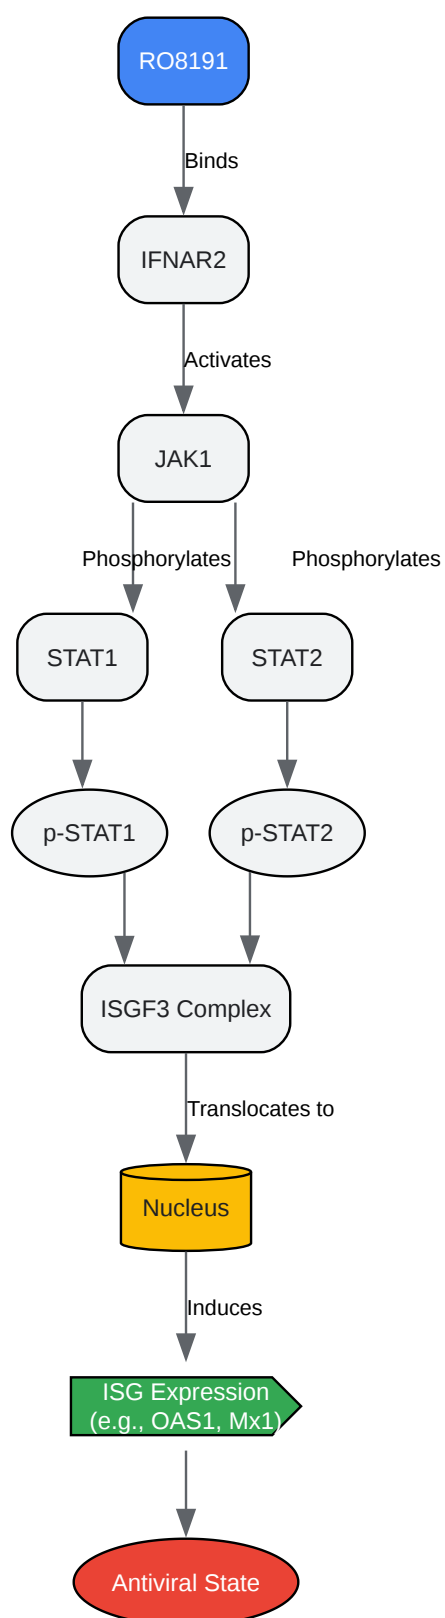 RO8191
Binds
IFNAR2
Activates
JAK1
Phosphorylates
Phosphorylates
STAT1
STAT2
p-STAT1
p-STAT2
ISGF3 Complex
Translocates to
Nucleus
Induces
ISG Expression
(e.g., OAS1, Mx1)
Antiviral State